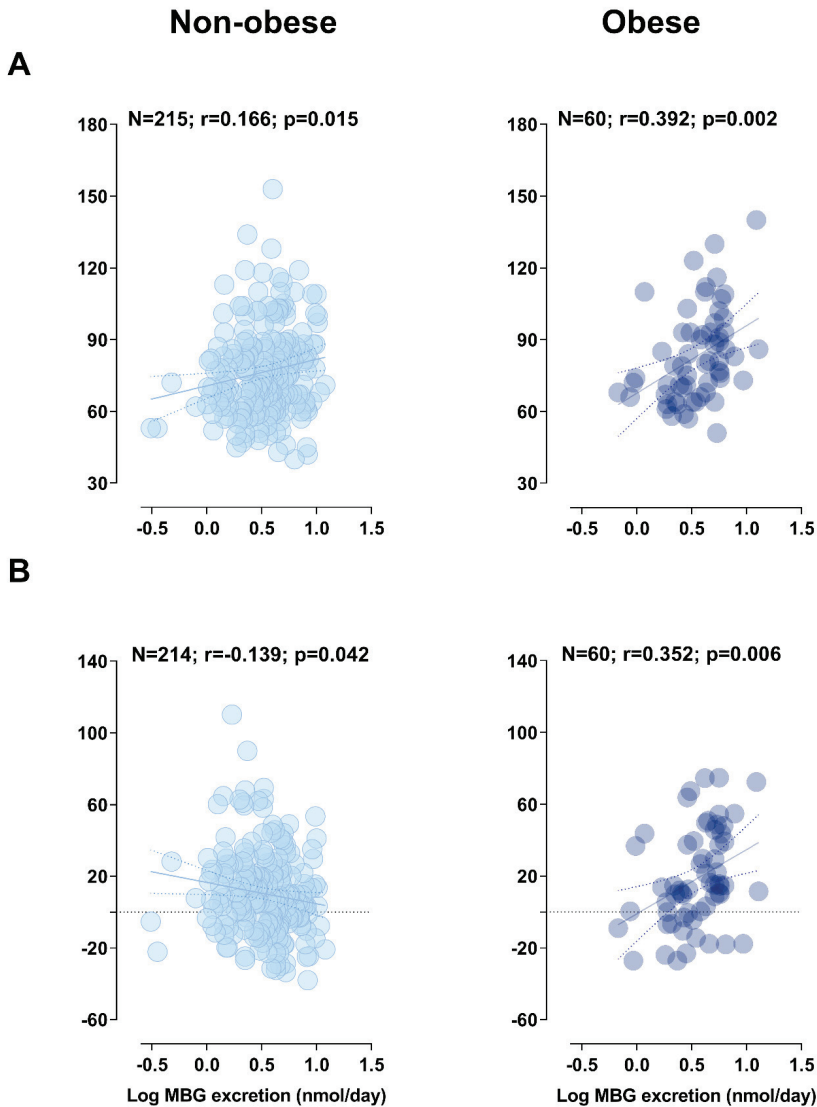 Non-obese Obese
A
N=215; r=0.166; p=0.015 N=60; r=0.392; p=0.002
180 180
150 150
120 120
90 90
60 60
30 30
-0.5 0.0 0.5 1.0 1.5 -0.5 0.0 0.5 1.0 1.5
B
N=214; r=-0.139; p=0.042 N=60; r=0.352; p=0.006
140 140
100 100
60 60
20 20
-20 -20
-60 -60
-0.5 0.0 0.5 1.0 1.5 -0.5 0.0 0.5 1.0 1.5
Log MBG excretion (nmol/day) Log MBG excretion (nmol/day)